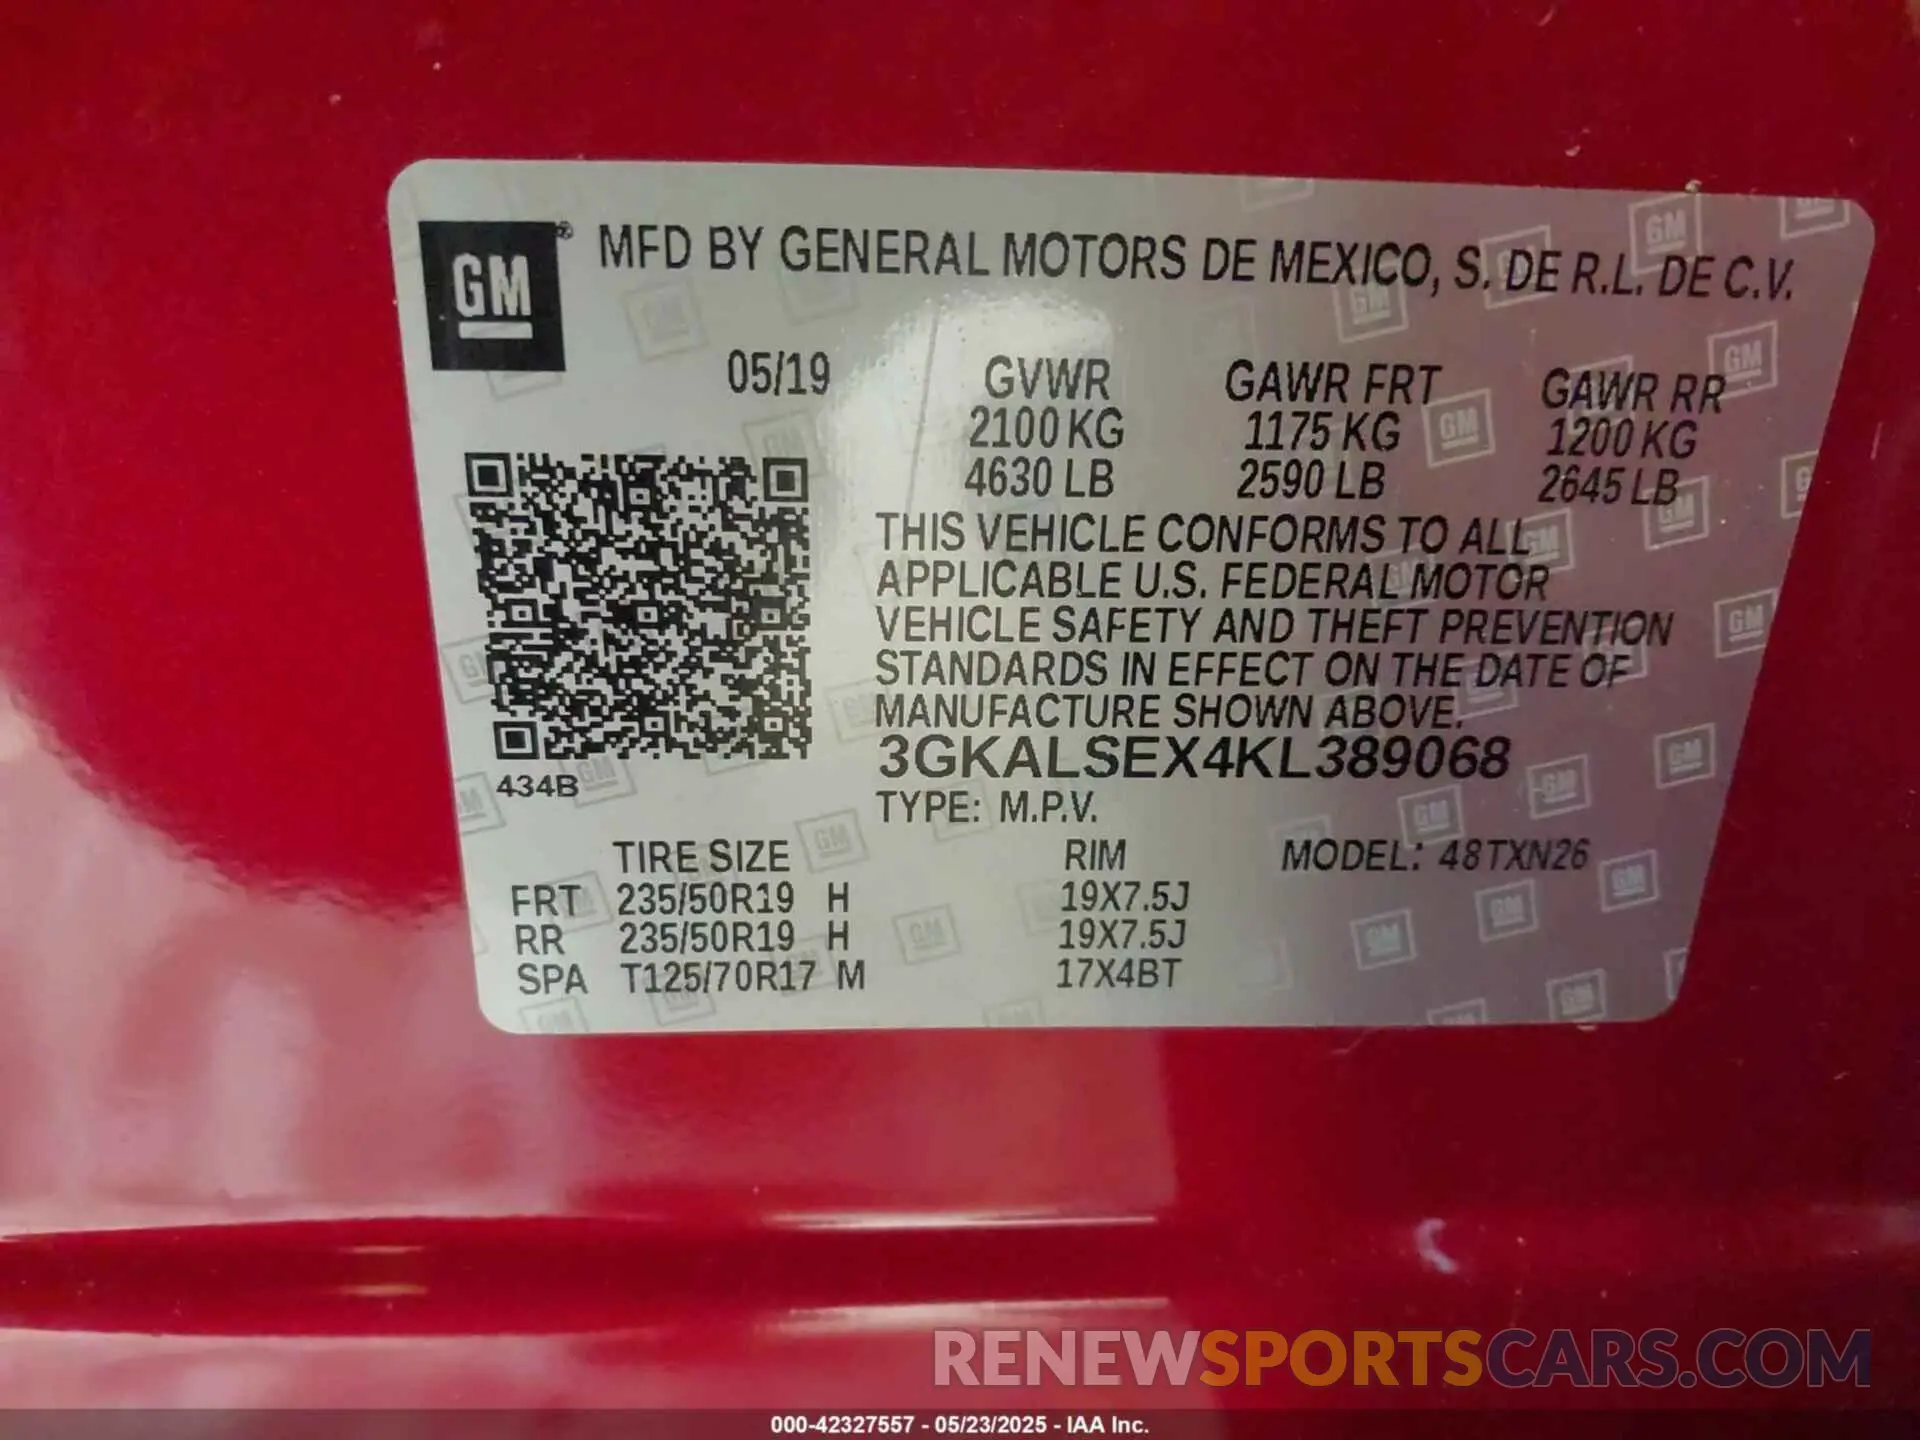 GM® MFD BY GENERAL MOTORS DE MEXICO, S. DE R.L. DE C.V.
05/19 GVWR GAWR FRT GAWR RR
2100 KG 1175 KG 1200 KG
4630 LB 2590 LB 2645 LB
THIS VEHICLE CONFORMS TO ALL
APPLICABLE U.S. FEDERAL MOTOR
VEHICLE SAFETY AND THEFT PREVENTION
STANDARDS IN EFFECT ON THE DATE OF
MANUFACTURE SHOWN ABOVE.
3GKALSEX4KL389068
434B
TYPE: M.P.V.
TIRE SIZE RIM MODEL: 48TXN26
FRT 235/50R19 H 19X7.5J
RR 235/50R19 H 19X7.5J
SPA T125/70R17 M 17X4BT
RENEWSPORTSCARS.COM
000-42327557 - 05/23/2025 - IAA Inc.